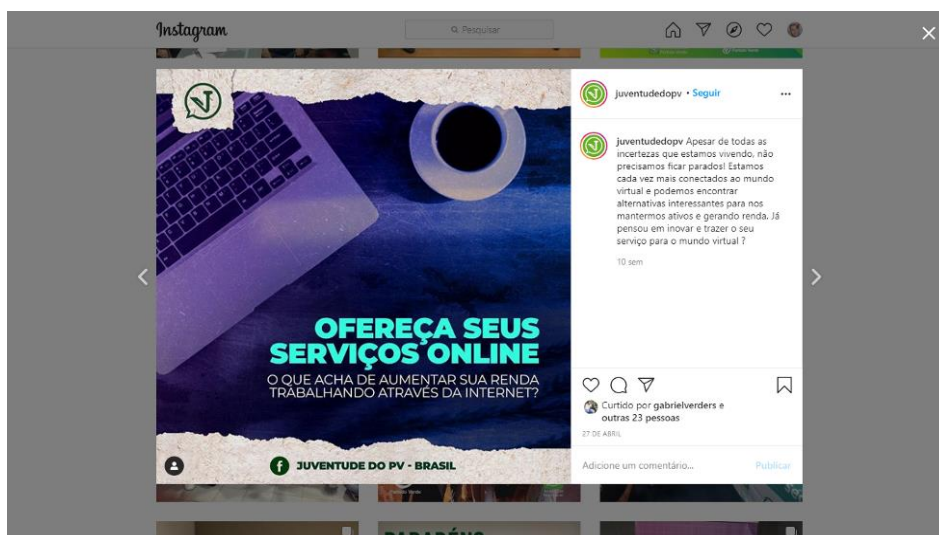 Instagram
Pesquisar
juventudedopv • Seguir
juventudedopv Apesar de todas as
incertezas que estamos vivendo, não
precisamos ficar parados! Estamos
cada vez mais conectados ao mundo
virtual e podemos encontrar
alternativas interessantes para nos
mantermos ativos e gerando renda. Já
pensou em inovar e trazer o seu
serviço para o mundo virtual ?
10 sem
OFEREÇA SEUS
SERVIÇOS ONLINE
O QUE ACHA DE AUMENTAR SUA RENDA
TRABALHANDO ATRAVÉS DA INTERNET?
JUVENTUDE DO PV - BRASIL
Curtido por gabrielverders e
outras 23 pessoas
27 DE ABRIL
Adicione um comentário...
Publicar
PARABÉNS